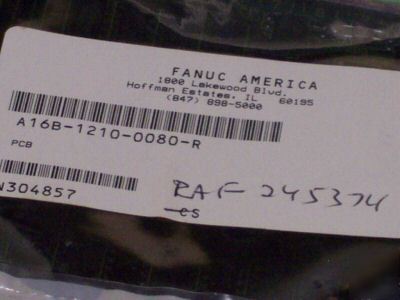 FANUC AMERICA
1800 Lakewood Blvd.
Hoffman Estates, IL 60195
(847) 898-5000
A16B-1210-0080-R
PCB
N304857
RAF 245374
CS